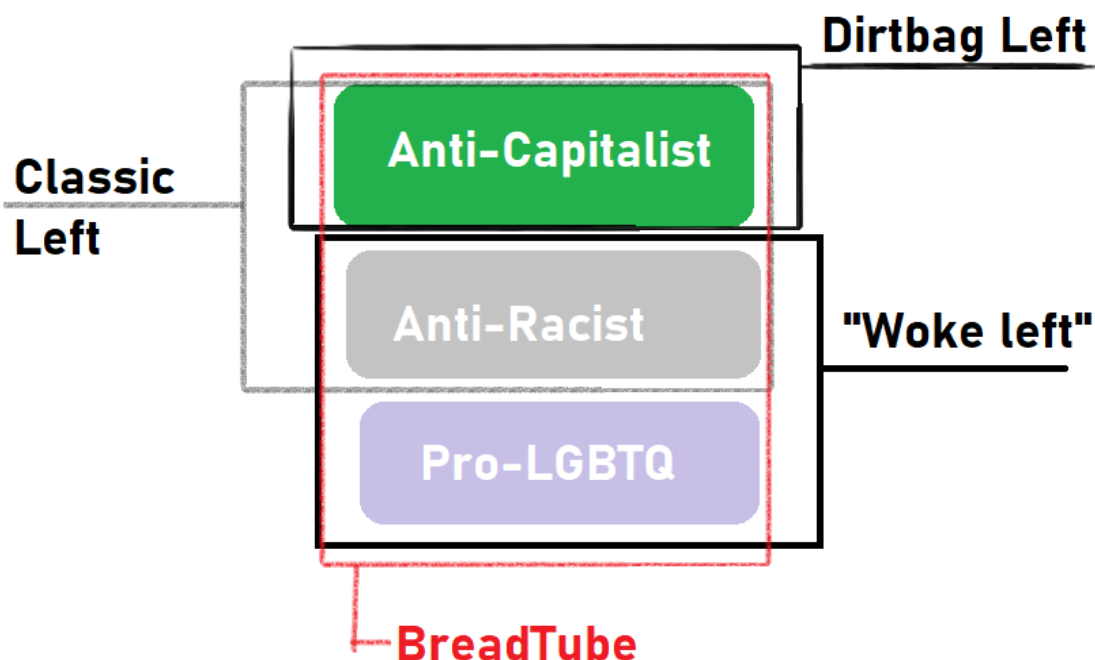 Dirtbag Left
Anti-Capitalist
Classic
Left
Anti-Racist
"Woke left"
Pro-LGBTQ
BreadTube